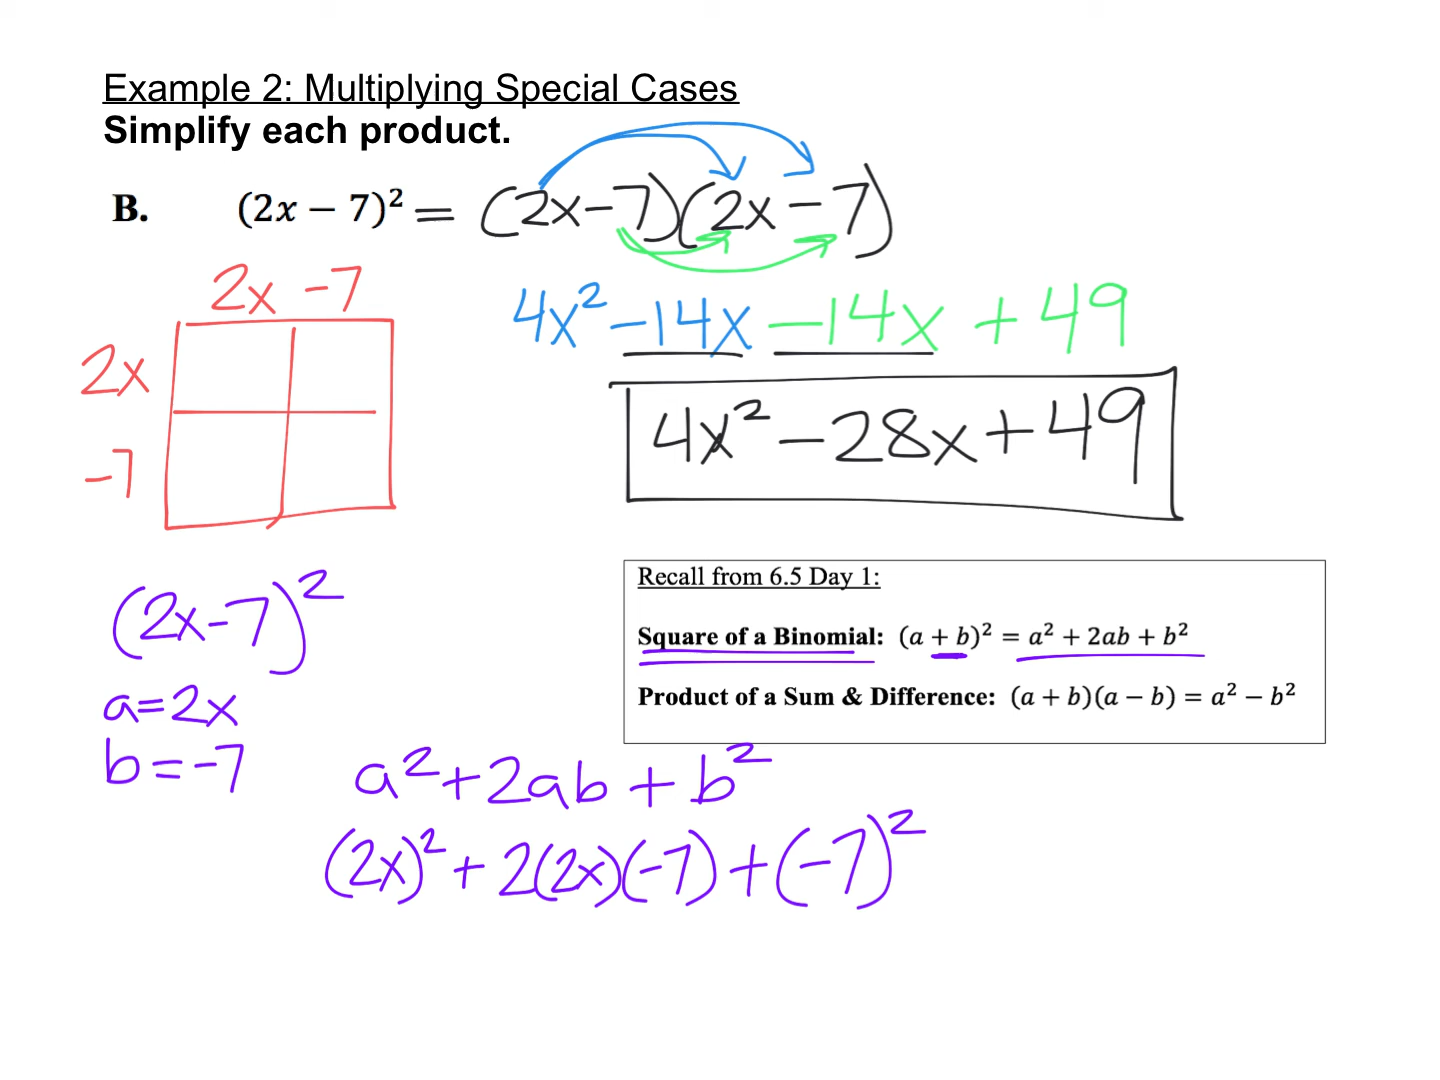 Example 2: Multiplying Special Cases
Simplify each product.
B. (2x − 7)² = (2x-7)(2x-7)
2x -7
4x² -14x -14x +49
2x
4x² -28x+49
-7
(2x-7)²
Recall from 6.5 Day 1:
Square of a Binomial: (a + b)² = a² + 2ab + b²
Product of a Sum & Difference: (a + b)(a − b) = a² − b²
a=2x
b=-7
a²+2ab+b²
(2x)²+2(2x)(-7)+(-7)²